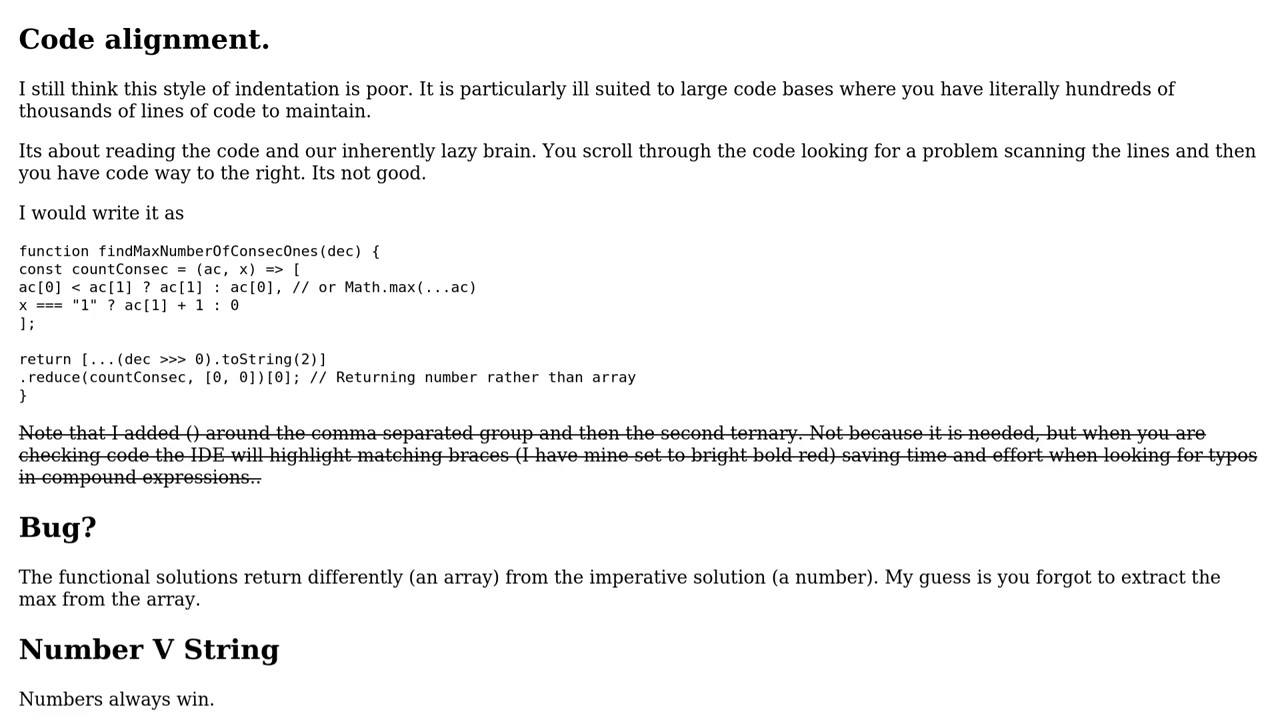 Code alignment.
I still think this style of indentation is poor. It is particularly ill suited to large code bases where you have literally hundreds of
thousands of lines of code to maintain.
Its about reading the code and our inherently lazy brain. You scroll through the code looking for a problem scanning the lines and then
you have code way to the right. Its not good.
I would write it as
function findMaxNumberOfConsecOnes(dec) {
const countConsec = (ac, x) => [
ac[0] < ac[1] ? ac[1] : ac[0], // or Math.max(...ac)
x === "1" ? ac[1] + 1 : 0
];
return [...(dec >>> 0).toString(2)]
.reduce(countConsec, [0, 0])[0]; // Returning number rather than array
}
Note that I added () around the comma separated group and then the second ternary. Not because it is needed, but when you are
checking code the IDE will highlight matching braces (I have mine set to bright bold red) saving time and effort when looking for typos
in compound expressions..
Bug?
The functional solutions return differently (an array) from the imperative solution (a number). My guess is you forgot to extract the
max from the array.
Number V String
Numbers always win.